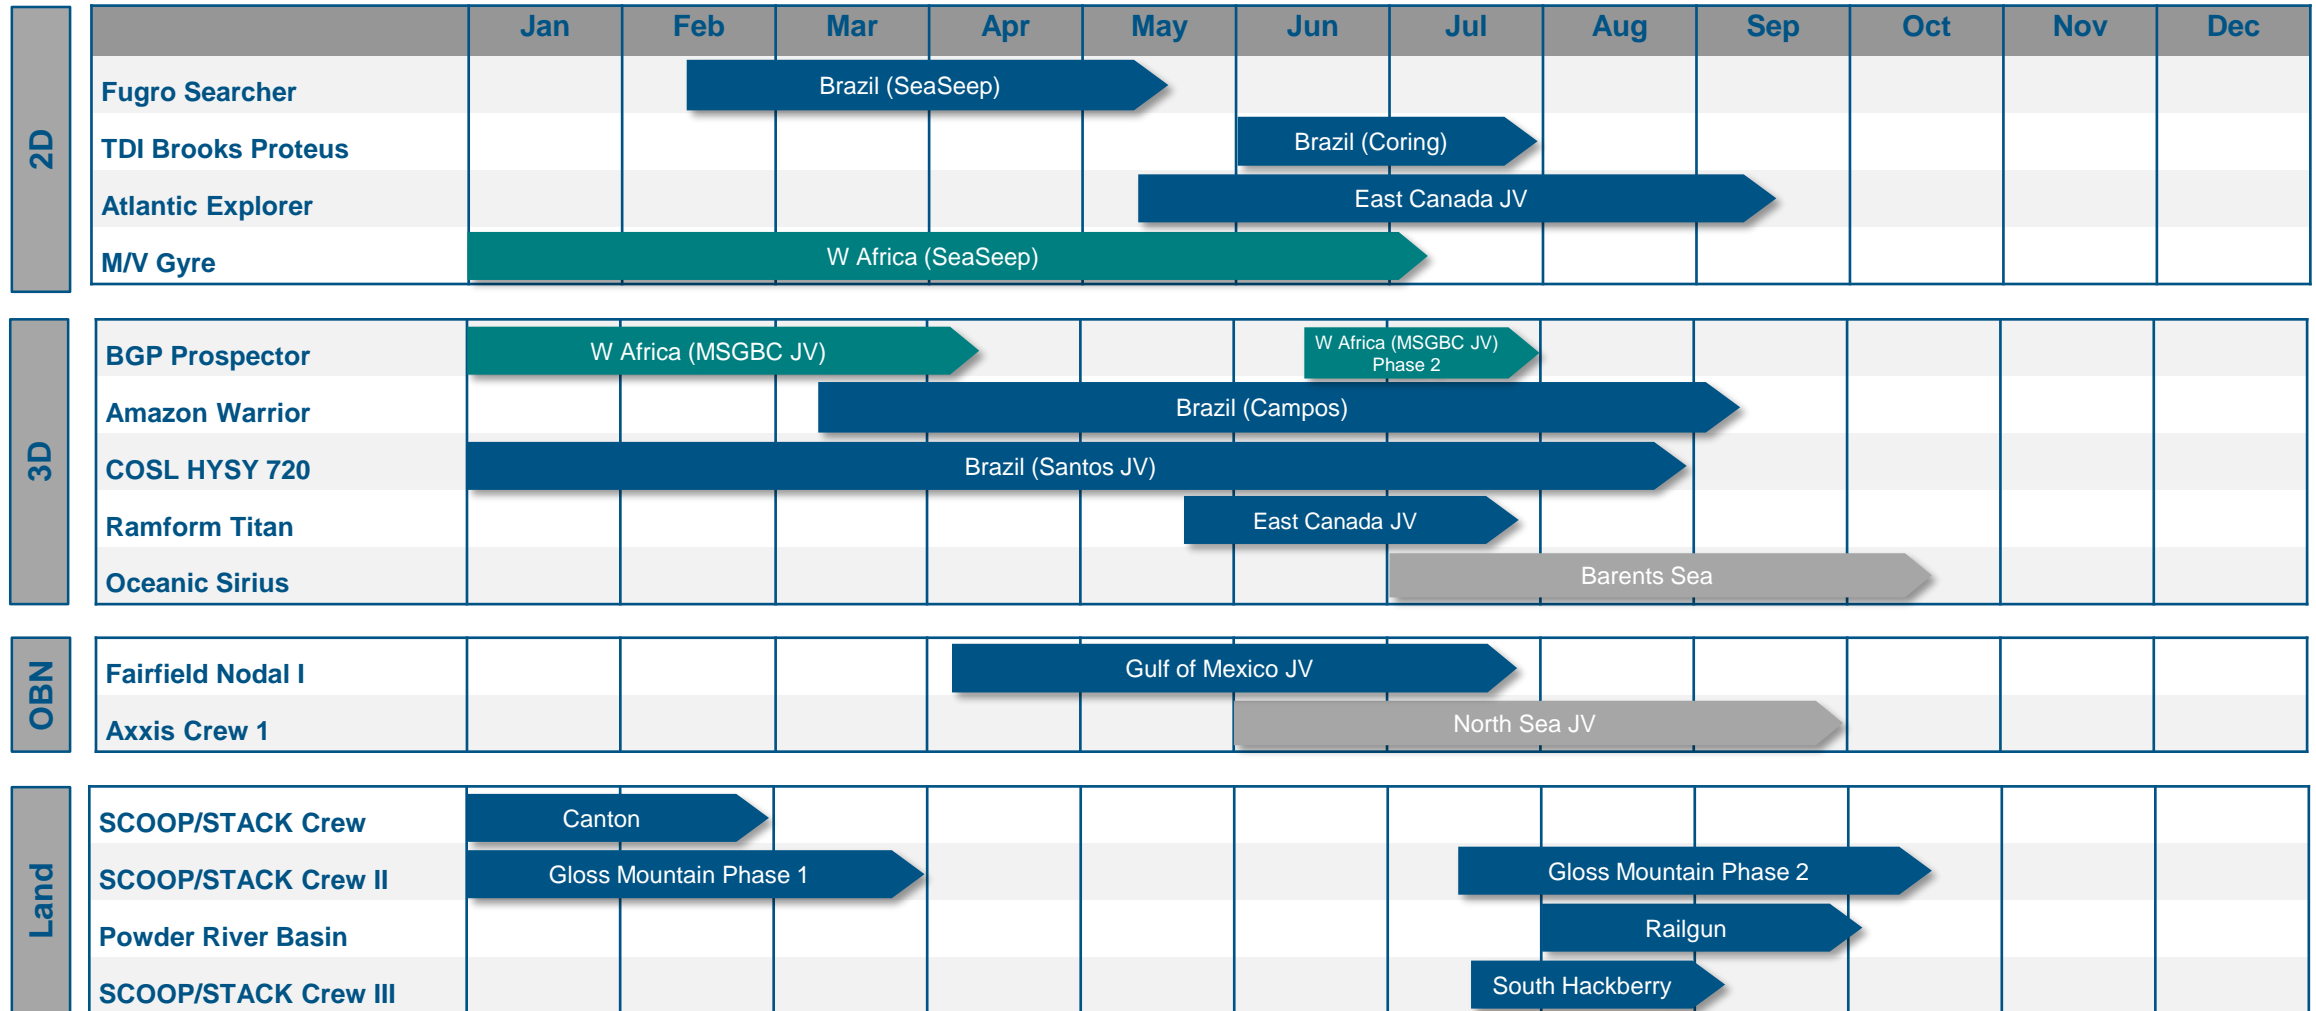 Jan Feb Mar Apr May Jun Jul Aug Sep Oct Nov Dec
2D
Fugro Searcher Brazil (SeaSeep)
TDI Brooks Proteus Brazil (Coring)
Atlantic Explorer East Canada JV
M/V Gyre W Africa (SeaSeep)
3D
BGP Prospector W Africa (MSGBC JV) W Africa (MSGBC JV)
Phase 2
Amazon Warrior Brazil (Campos)
COSL HYSY 720 Brazil (Santos JV)
Ramform Titan East Canada JV
Oceanic Sirius Barents Sea
OBN
Fairfield Nodal I Gulf of Mexico JV
Axxis Crew 1 North Sea JV
Land
SCOOP/STACK Crew Canton
SCOOP/STACK Crew II Gloss Mountain Phase 1 Gloss Mountain Phase 2
Powder River Basin Railgun
SCOOP/STACK Crew III South Hackberry